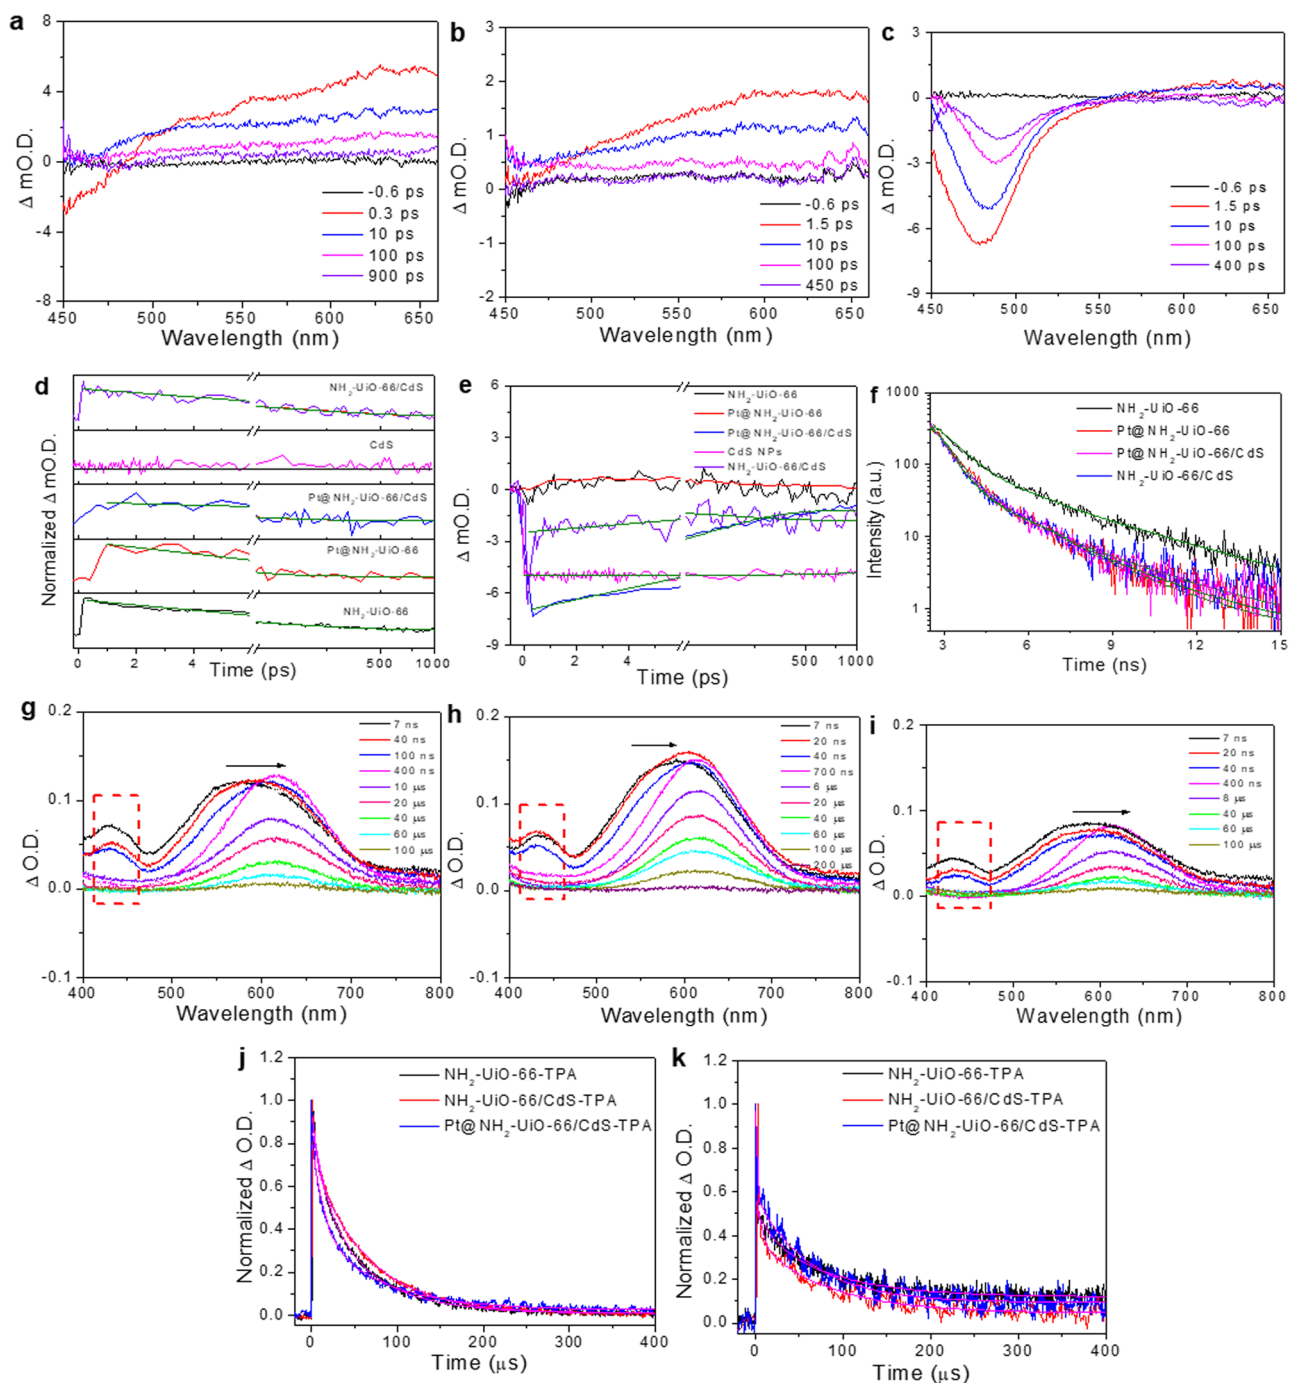 a
Δ mO.D.
8
4
0
-4
-8
-0.6 ps
0.3 ps
10 ps
100 ps
900 ps
450 500 550 600 650
Wavelength (nm)
b
Δ mO.D.
3
2
1
0
-1
-2
-0.6 ps
1.5 ps
10 ps
100 ps
450 ps
450 500 550 600 650
Wavelength (nm)
c
Δ mO.D.
3
0
-3
-6
-9
-0.6 ps
1.5 ps
10 ps
100 ps
400 ps
450 500 550 600 650
Wavelength (nm)
d
Normalized Δ mO.D.
NH₂-UiO-66/CdS
CdS
Pt@NH₂-UiO-66/CdS
Pt@NH₂-UiO-66
NH₂-UiO-66
0 2 4 500 1000
Time (ps)
e
Δ mO.D.
6
3
0
-3
-6
-9
NH₂-UiO-66
Pt@NH₂-UiO-66
Pt@NH₂-UiO-66/CdS
CdS NPs
NH₂-UiO-66/CdS
0 2 4 500 1000
Time (ps)
f
Intensity (a.u.)
1000
100
10
1
NH₂-UiO-66
Pt@NH₂-UiO-66
Pt@NH₂-UiO-66/CdS
NH₂-UiO-66/CdS
3 6 9 12 15
Time (ns)
g
Δ O.D.
0.2
0.1
0.0
-0.1
7 ns
40 ns
100 ns
400 ns
10 μs
20 μs
40 μs
60 μs
100 μs
400 500 600 700 800
Wavelength (nm)
h
Δ O.D.
0.2
0.1
0.0
-0.1
7 ns
20 ns
40 ns
700 ns
6 μs
20 μs
40 μs
60 μs
100 μs
200 μs
400 500 600 700 800
Wavelength (nm)
i
Δ O.D.
0.2
0.1
0.0
-0.1
7 ns
20 ns
40 ns
400 ns
8 μs
20 μs
40 μs
60 μs
100 μs
400 500 600 700 800
Wavelength (nm)
j
Normalized Δ O.D.
1.2
1.0
0.8
0.6
0.4
0.2
0.0
NH₂-UiO-66-TPA
NH₂-UiO-66/CdS-TPA
Pt@NH₂-UiO-66/CdS-TPA
0 100 200 300 400
Time (μs)
k
Normalized Δ O.D.
1.2
1.0
0.8
0.6
0.4
0.2
0.0
NH₂-UiO-66-TPA
NH₂-UiO-66/CdS-TPA
Pt@NH₂-UiO-66/CdS-TPA
0 100 200 300 400
Time (μs)